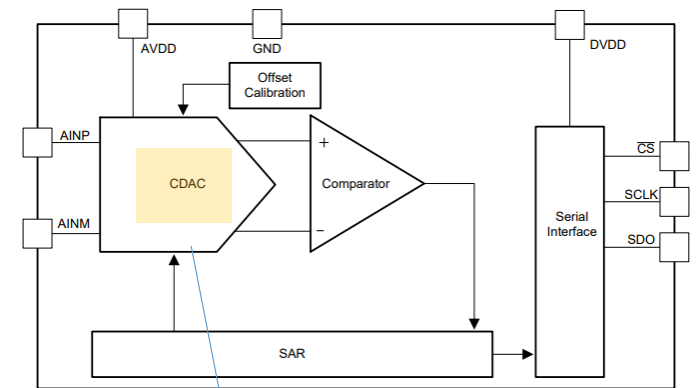 AVDD
GND
DVDD
Offset
Calibration
AINP
CDAC
+
Comparator
CS
SCLK
AINM
−
Serial
Interface
SDO
SAR